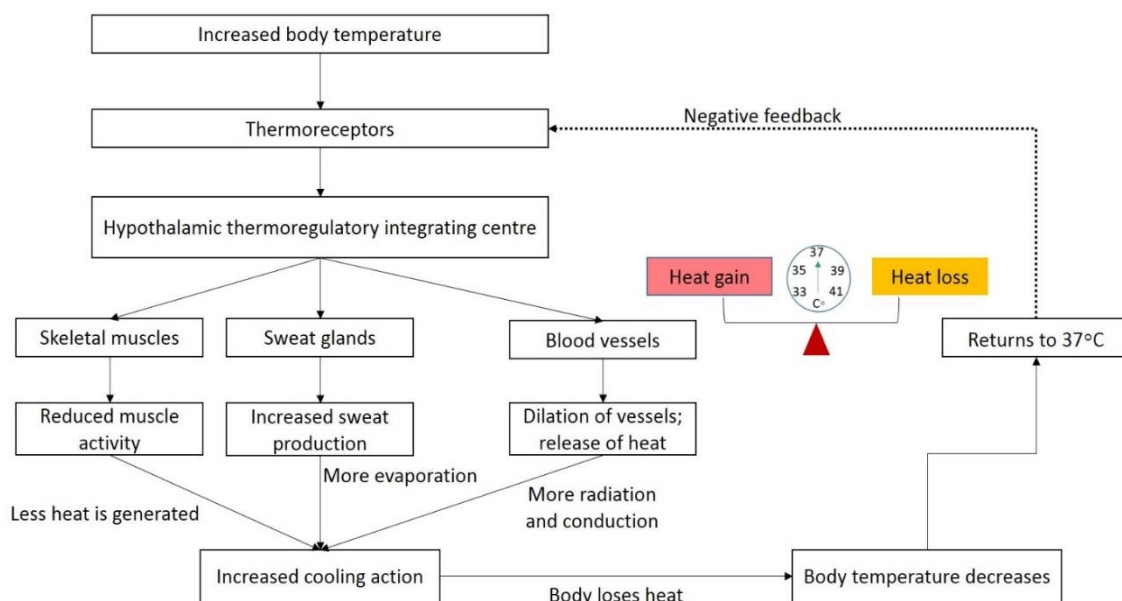 Increased body temperature
Negative feedback
Thermoreceptors
Hypothalamic thermoregulatory integrating centre
37
35 39
33 41
C°
Heat gain
Heat loss
Skeletal muscles
Sweat glands
Blood vessels
Returns to 37°C
Reduced muscle
activity
Increased sweat
production
Dilation of vessels;
release of heat
More evaporation
Less heat is generated
More radiation
and conduction
Increased cooling action
Body loses heat
Body temperature decreases